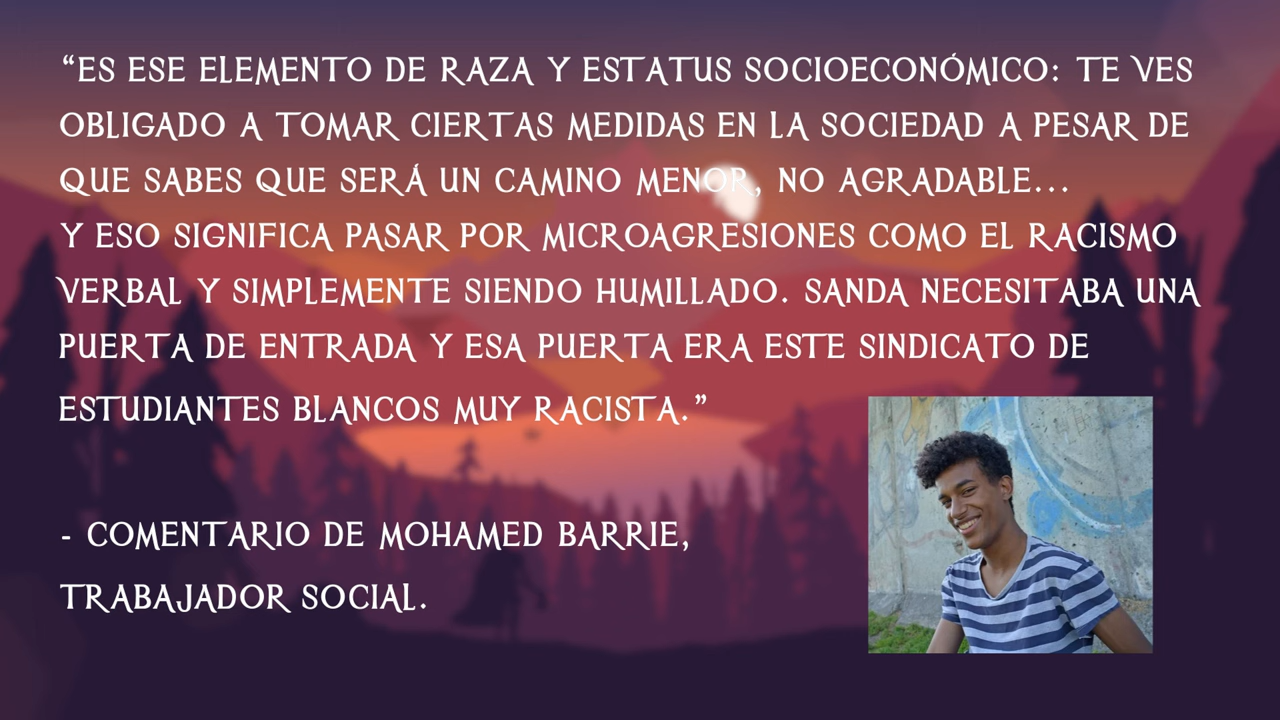 “ES ESE ELEMENTO DE RAZA Y ESTATUS SOCIOECONÓMICO: TE VES
OBLIGADO A TOMAR CIERTAS MEDIDAS EN LA SOCIEDAD A PESAR DE
QUE SABES QUE SERÁ UN CAMINO MENOR, NO AGRADABLE...
Y ESO SIGNIFICA PASAR POR MICROAGRESIONES COMO EL RACISMO
VERBAL Y SIMPLEMENTE SIENDO HUMILLADO. SANDA NECESITABA UNA
PUERTA DE ENTRADA Y ESA PUERTA ERA ESTE SINDICATO DE
ESTUDIANTES BLANCOS MUY RACISTA.”
- COMENTARIO DE MOHAMED BARRIE,
TRABAJADOR SOCIAL.